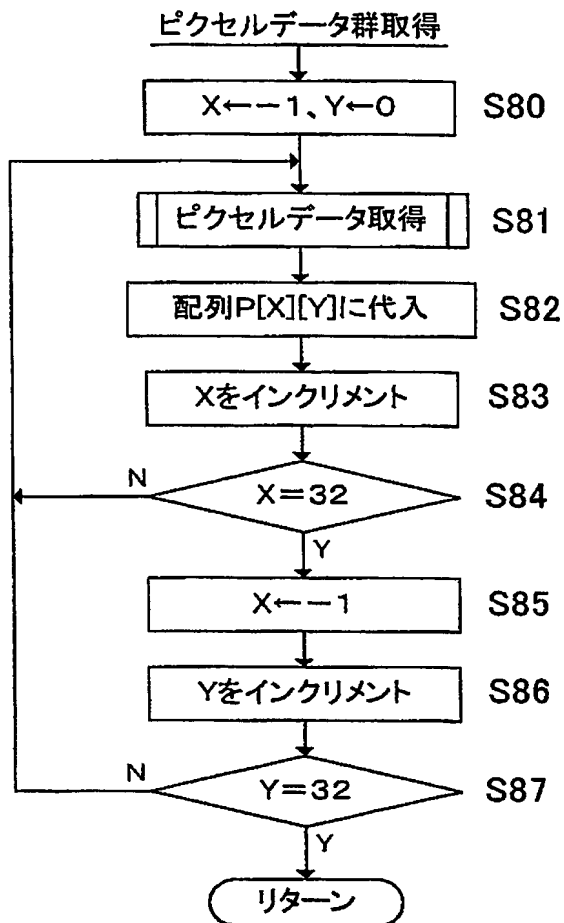 ピクセルデータ群取得
X←−1、Y←0 S80
ピクセルデータ取得 S81
配列P[X][Y]に代入 S82
Xをインクリメント S83
N
X=32 S84
Y
X←−1 S85
Yをインクリメント S86
N
Y=32 S87
Y
リターン